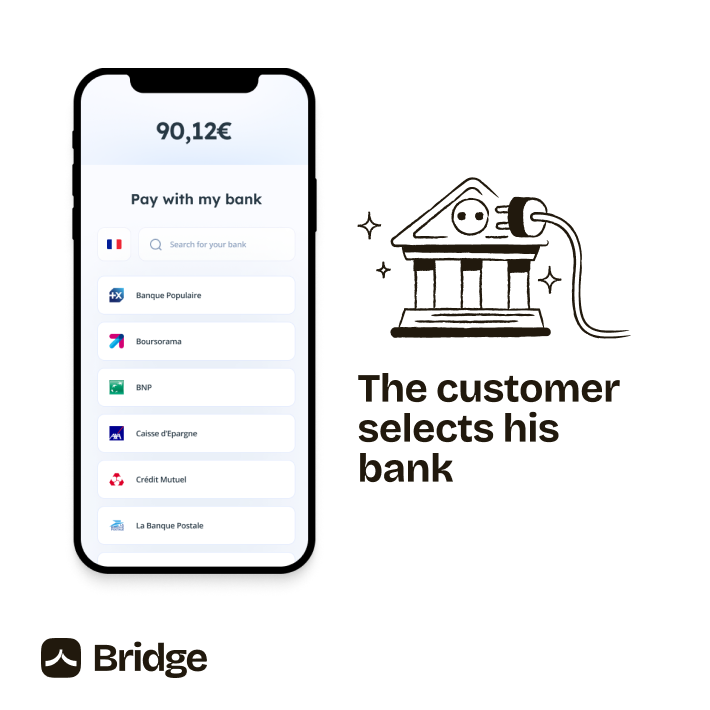 90,12€
Pay with my bank
Search for your bank
Banque Populaire
Boursorama
BNP
Caisse d'Epargne
Crédit Mutuel
La Banque Postale
The customer
selects his
bank
Bridge